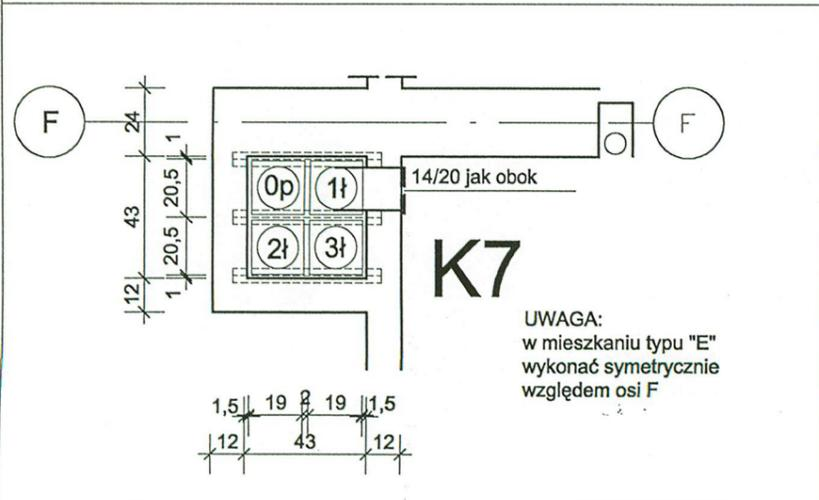 F
F
24
1
20,5
43
20,5
12
1
0p
1ł
2ł
3ł
14/20 jak obok
K7
UWAGA:
w mieszkaniu typu "E"
wykonać symetrycznie
względem osi F
1,5
19
2
19
1,5
12
43
12